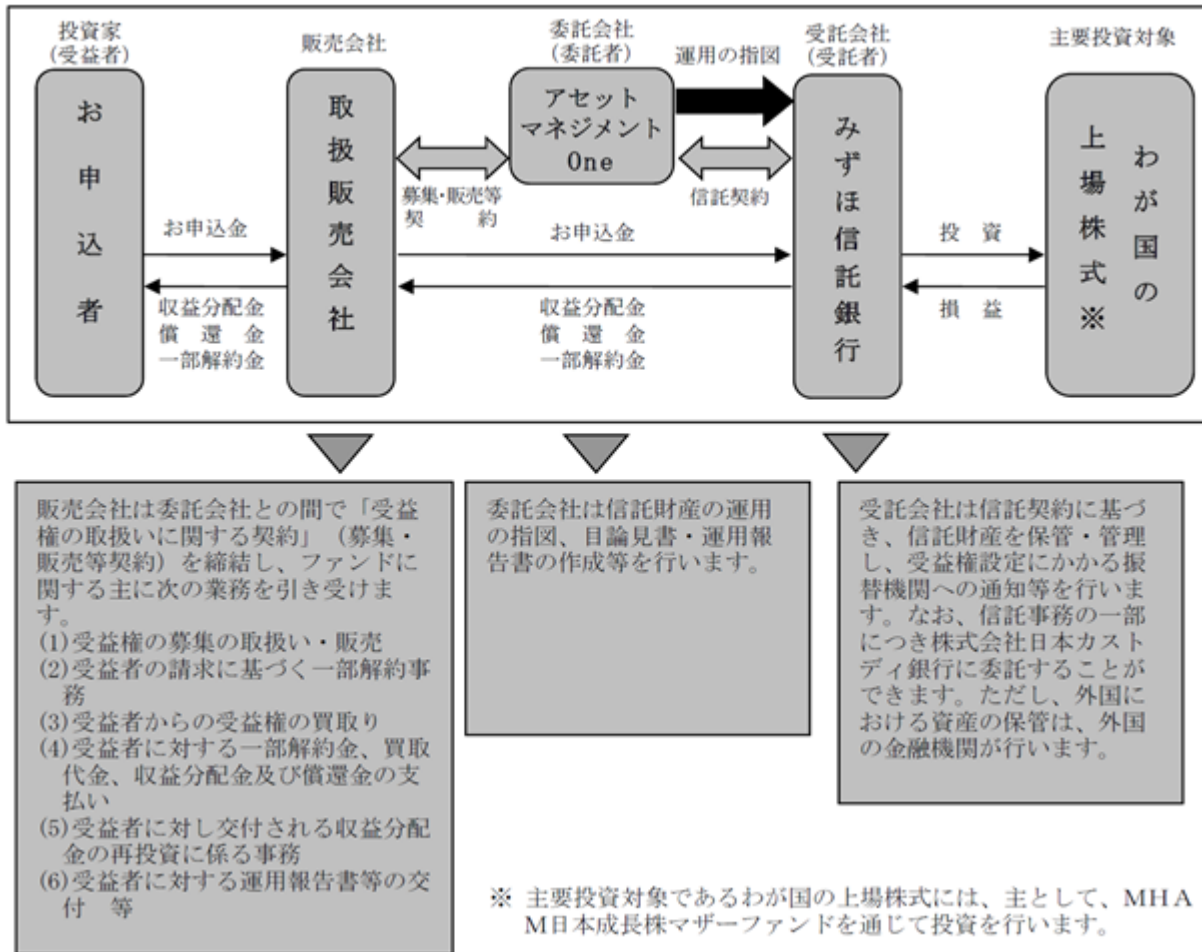 投資家
(受益者)
販売会社
委託会社
(委託者)
運用の指図
受託会社
(受託者)
主要投資対象
お申込者
取扱販売会社
アセット
マネジメント
One
みずほ信託銀行
わが国の
上場株式※
募集・販売等
契 約
信託契約
お申込金
収益分配金
償 還 金
一部解約金
お申込金
収益分配金
償 還 金
一部解約金
投 資
損 益
販売会社は委託会社との間で「受益
権の取扱いに関する契約」(募集・
販売等契約)を締結し、ファンドに
関する主に次の業務を引き受けま
す。
(1)受益権の募集の取扱い・販売
(2)受益者の請求に基づく一部解約事
務
(3)受益者からの受益権の買取り
(4)受益者に対する一部解約金、買取
代金、収益分配金及び償還金の支
払い
(5)受益者に対し交付される収益分配
金の再投資に係る事務
(6)受益者に対する運用報告書等の交
付 等
委託会社は信託財産の運用
の指図、目論見書・運用報
告書の作成等を行います。
受託会社は信託契約に基づ
き、信託財産を保管・管理
し、受益権設定にかかる振
替機関への通知等を行いま
す。なお、信託事務の一部
につき株式会社日本カスト
ディ銀行に委託することが
できます。ただし、外国に
おける資産の保管は、外国
の金融機関が行います。
※ 主要投資対象であるわが国の上場株式には、主として、MHA
M日本成長株マザーファンドを通じて投資を行います。